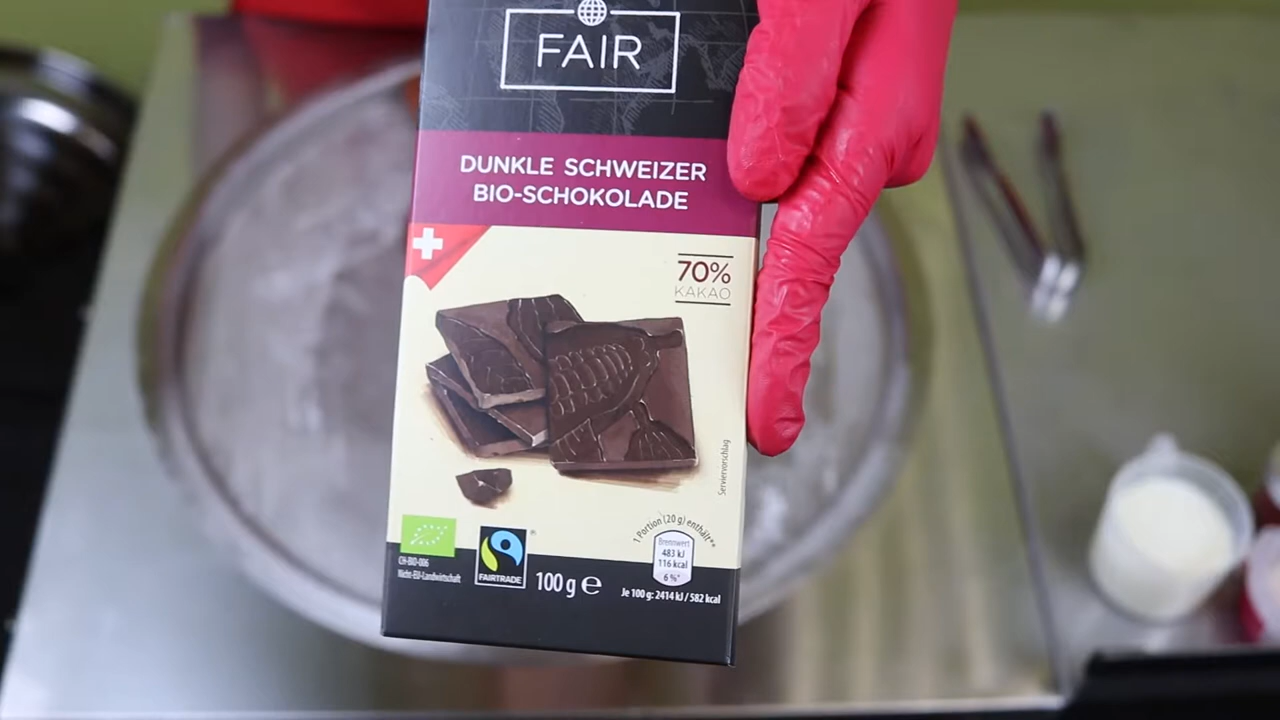 FAIR
DUNKLE SCHWEIZER
BIO-SCHOKOLADE
70%
KAKAO
Serviervorschlag
1 Portion (20 g) enthält**
Brennwert
483 kJ
116 kcal
6 %*
CH-BIO-006
Nicht-EU-Landwirtschaft
FAIRTRADE
®
100 g ℮
Je 100 g: 2414 kJ / 582 kcal